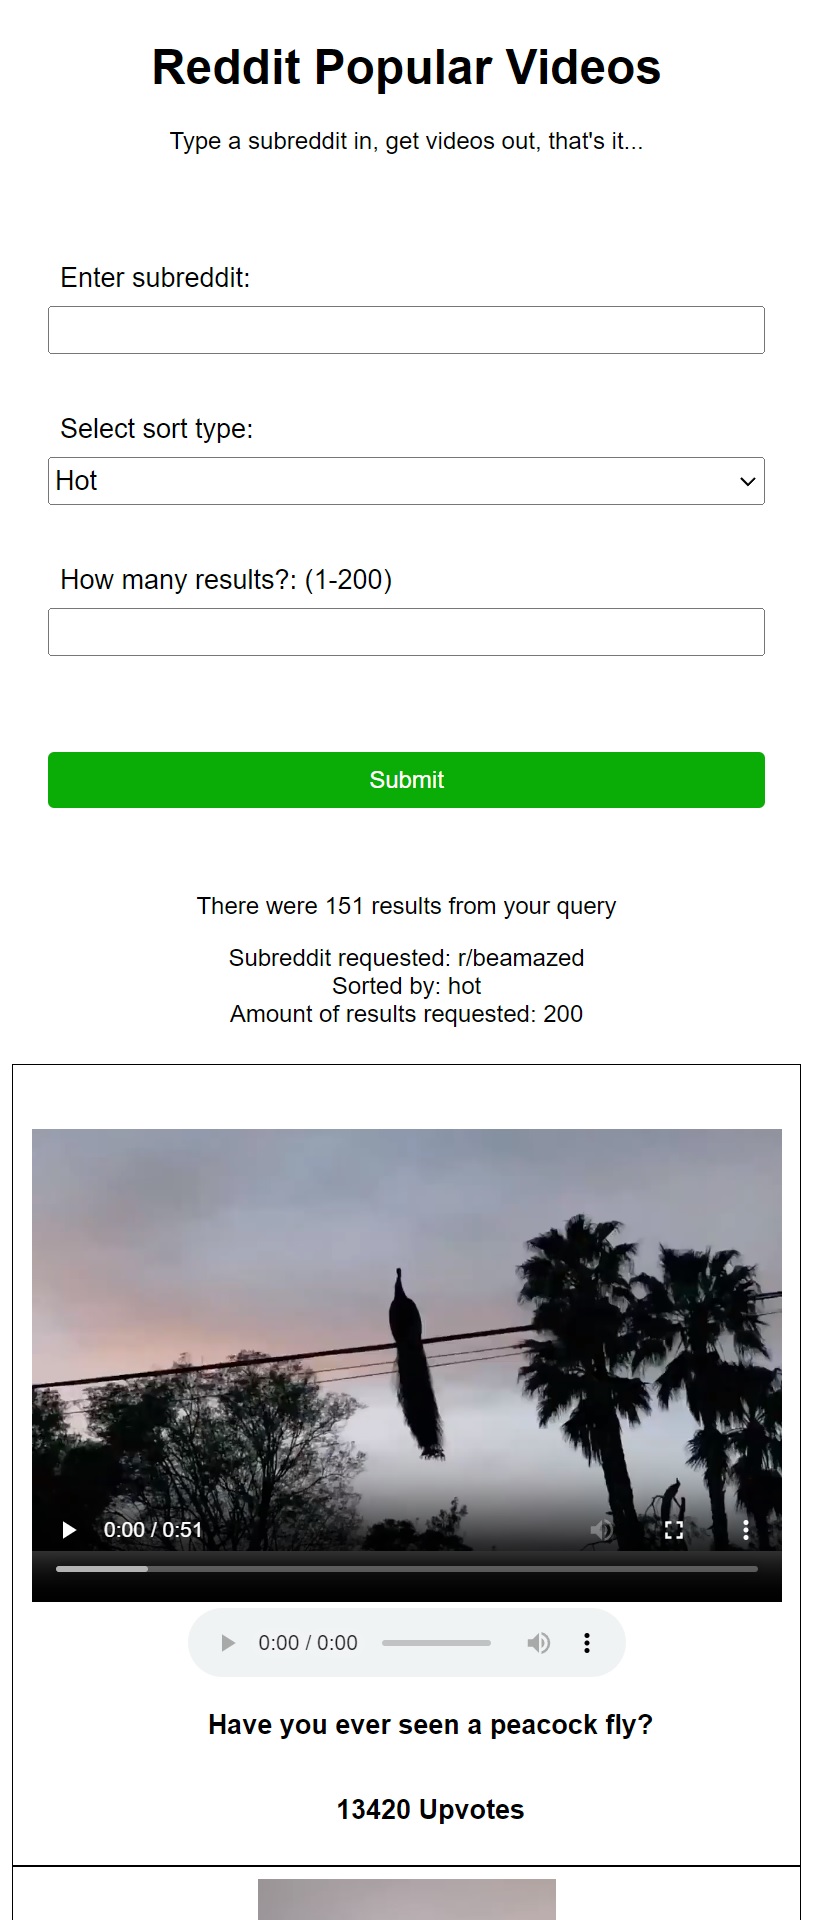 Reddit Popular Videos
Type a subreddit in, get videos out, that's it...
Enter subreddit:
Select sort type:
Hot
How many results?: (1-200)
Submit
There were 151 results from your query
Subreddit requested: r/beamazed
Sorted by: hot
Amount of results requested: 200
0:00 / 0:51
0:00 / 0:00
Have you ever seen a peacock fly?
13420 Upvotes